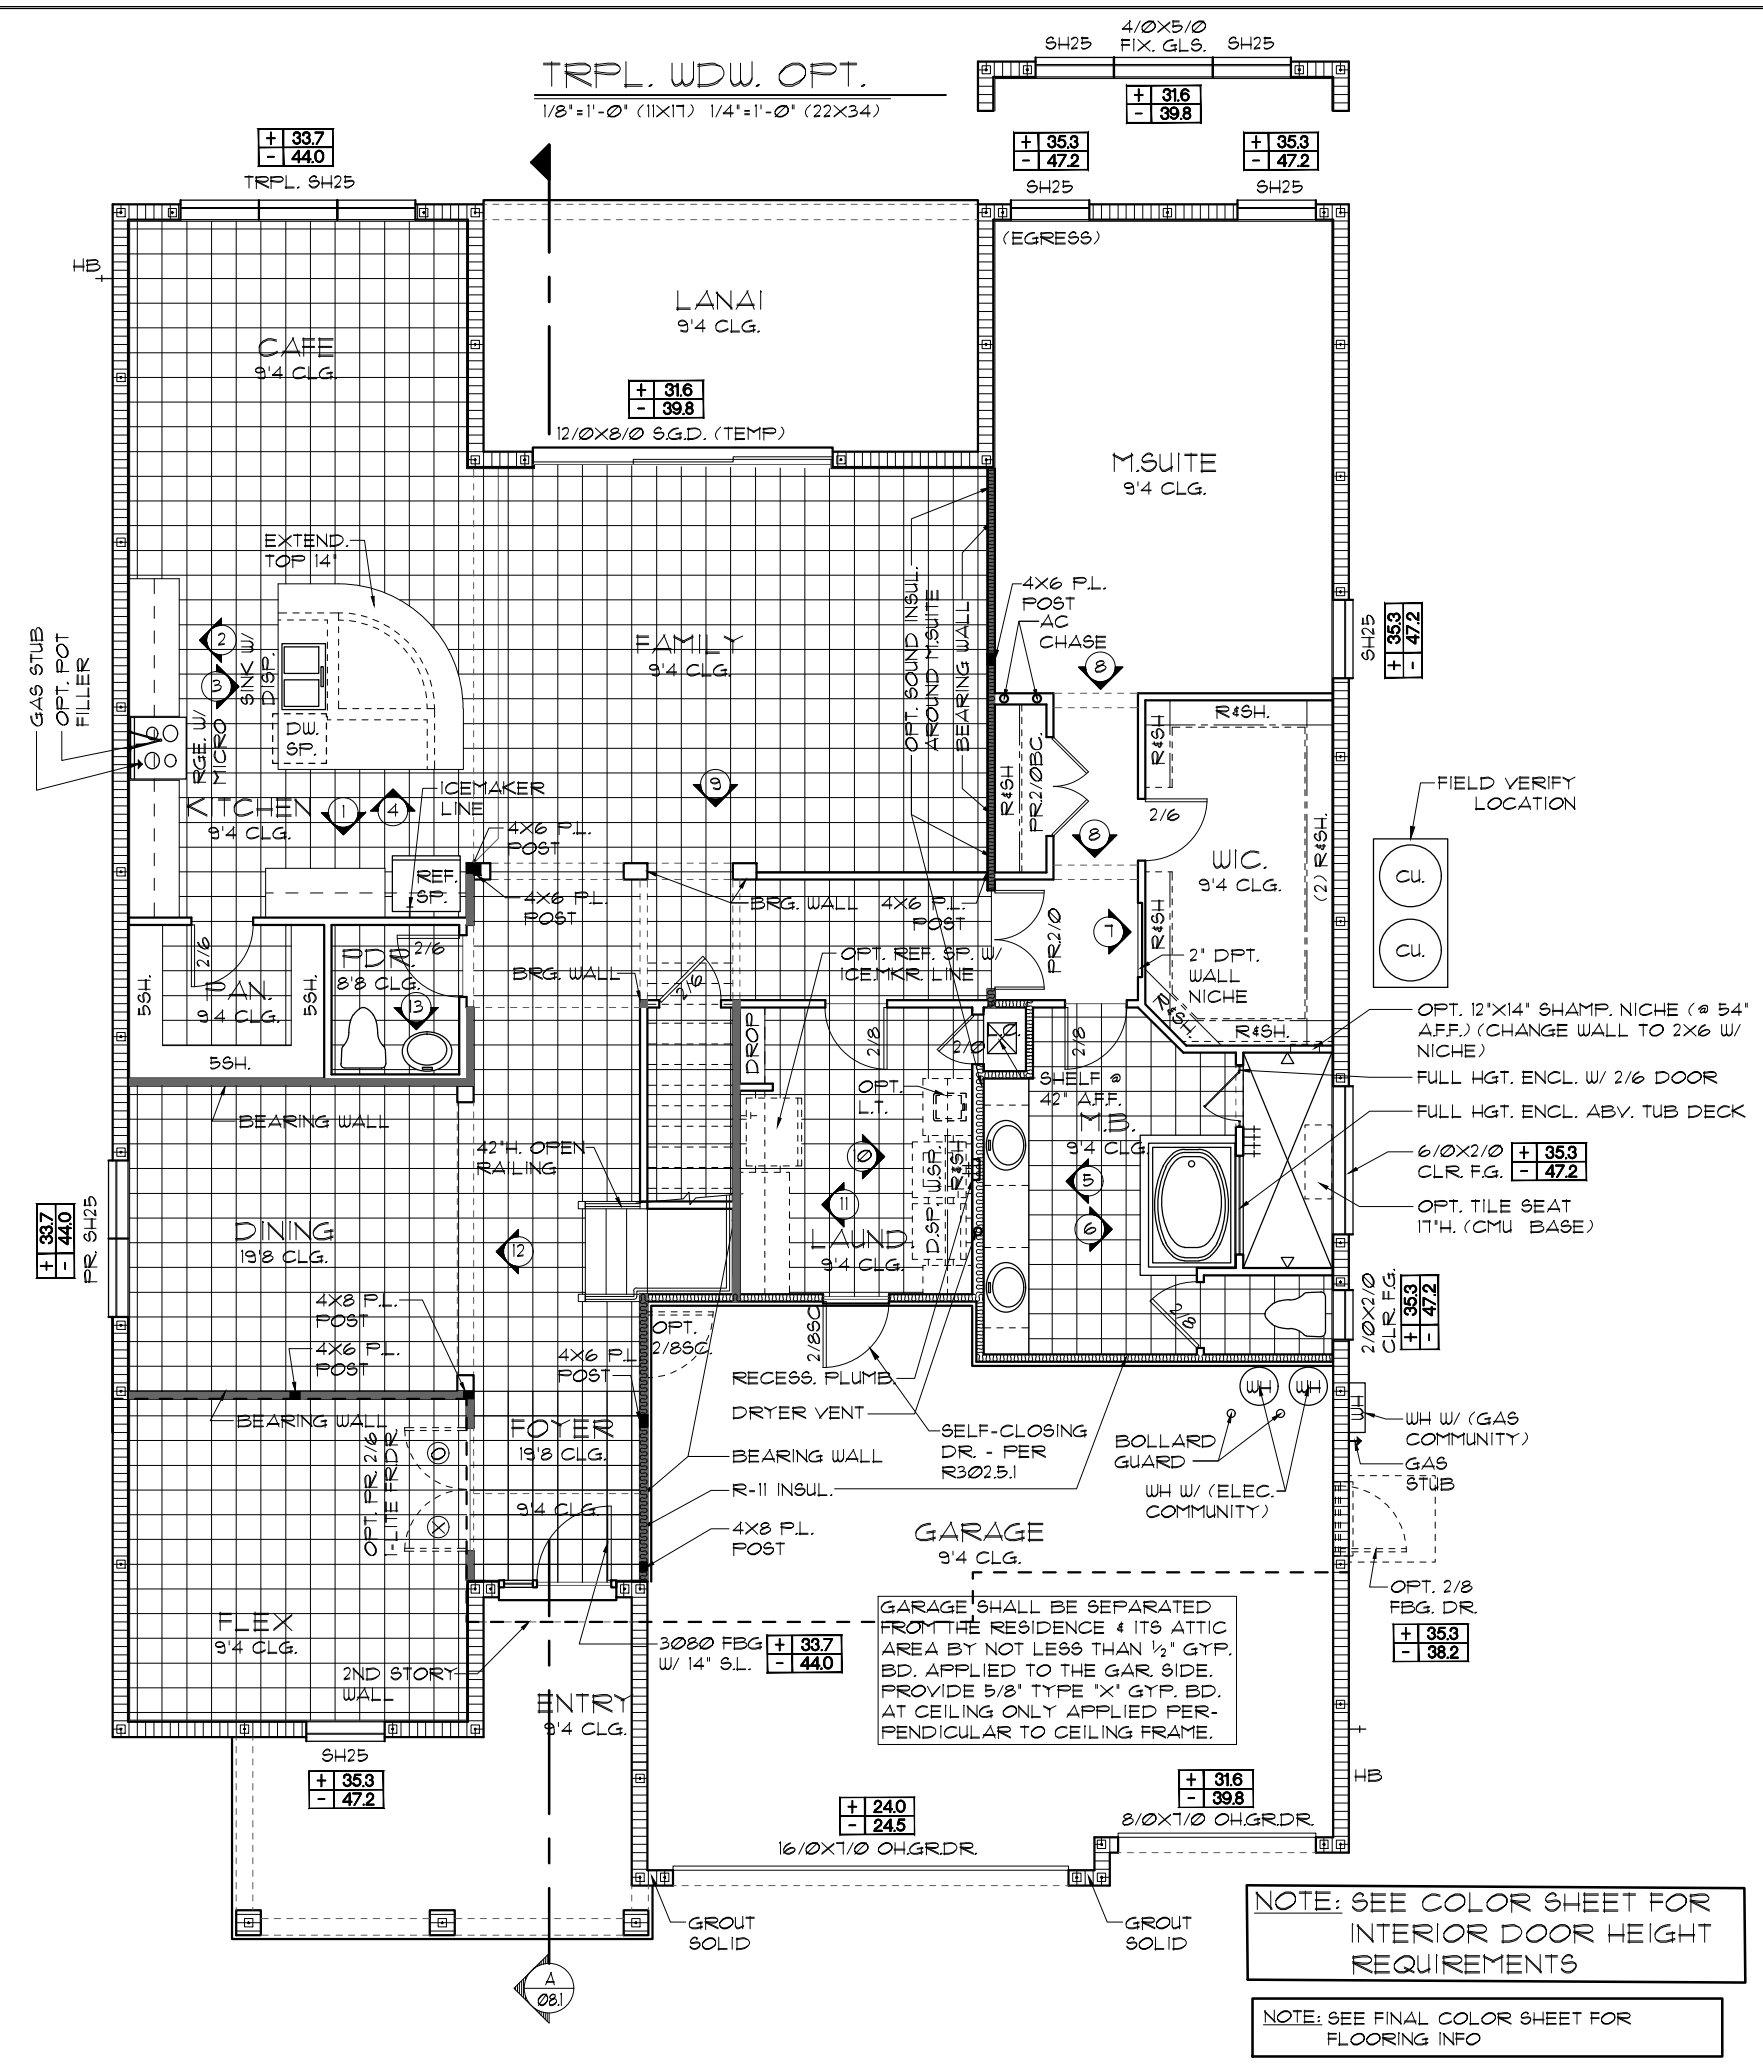 SH25
4/0X5/0
FIX. GLS.
SH25
TRPL. WDW. OPT.
1/8"=1'-0" (11X17) 1/4"=1'-0" (22X34)
+ 31.6
- 39.8
+ 33.7
- 44.0
TRPL. SH25
+ 35.3
- 47.2
SH25
+ 35.3
- 47.2
SH25
(EGRESS)
HB
LANAI
9'4 CLG.
CAFE
9'4 CLG.
+ 31.6
- 39.8
12/0X8/0 S.G.D. (TEMP)
M.SUITE
9'4 CLG.
EXTEND.
TOP 14"
OPT. SOUND INSUL.
AROUND M.SUITE
BEARING WALL
4X6 P.L.
POST
AC
CHASE
SH25
+ 35.3
- 47.2
GAS STUB
OPT. POT
FILLER
2
3
SINK W/
DISP.
FAMILY
9'4 CLG.
8
DW.
SP.
RGE. W/
MICRO
R&SH
PR.2/0BC.
R&SH
R&SH.
KITCHEN
9'4 CLG.
1
4
ICEMAKER
LINE
9
8
2/6
FIELD VERIFY
LOCATION
4X6 P.L.
POST
REF.
SP.
4X6 P.L.
POST
BRG. WALL
4X6 P.L.
POST
WIC.
9'4 CLG.
(2) R&SH.
CU.
CU.
2/6
PDR.
8'8 CLG.
2/6
13
5SH.
PAN.
9'4 CLG.
5SH.
5SH.
BRG. WALL
2/6
OPT. REF. SP. W/
ICE.MKR. LINE
PR.2/0
7
R&SH
2" DPT.
WALL
NICHE
R&SH.
R&SH.
OPT. 12"X14" SHAMP. NICHE (@ 54"
A.F.F.) (CHANGE WALL TO 2X6 W/
NICHE)
DROP
2/8
2/0
2/8
OPT.
L.T.
SHELF @
42" A.F.F.
M.B.
9'4 CLG.
FULL HGT. ENCL. W/ 2/6 DOOR
FULL HGT. ENCL. ABV. TUB DECK
BEARING WALL
42"H. OPEN
RAILING
10
11
W.SP.
D.SP.
R&SH
5
6
6/0X2/0
CLR. F.G.
+ 35.3
- 47.2
OPT. TILE SEAT
17"H. (CMU BASE)
+ 33.7
- 44.0
PR. SH25
DINING
19'8 CLG.
12
LAUND
9'4 CLG.
4X8 P.L.
POST
4X6 P.L.
POST
4X6 P.L.
POST
OPT.
2/8SC.
2/8SC
2/8
2/0X2/0
CLR. F.G.
+ 35.3
- 47.2
RECESS. PLUMB.
DRYER VENT
WH
WH
BEARING WALL
FOYER
19'8 CLG.
9'4 CLG.
OPT. PR. 2/6
1-LITE FR.DR
O
X
BEARING WALL
R-11 INSUL.
4X8 P.L.
POST
SELF-CLOSING
DR. - PER
R302.5.1
BOLLARD
GUARD
WH W/ (ELEC.
COMMUNITY)
WH
WH W/ (GAS
COMMUNITY)
GAS
STUB
GARAGE
9'4 CLG.
OPT. 2/8
FBG. DR.
+ 35.3
- 38.2
GARAGE SHALL BE SEPARATED
FROM THE RESIDENCE & ITS ATTIC
AREA BY NOT LESS THAN 1/2" GYP.
BD. APPLIED TO THE GAR. SIDE.
PROVIDE 5/8" TYPE "X" GYP. BD.
AT CEILING ONLY APPLIED PER-
PENDICULAR TO CEILING FRAME.
FLEX
9'4 CLG.
2ND STORY
WALL
3080 FBG
W/ 14" S.L.
+ 33.7
- 44.0
ENTRY
9'4 CLG.
SH25
+ 35.3
- 47.2
HB
+ 24.0
- 24.5
16/0X7/0 OH.GR.DR.
+ 31.6
- 39.8
8/0X7/0 OH.GR.DR.
GROUT
SOLID
GROUT
SOLID
A
08.1
NOTE: SEE COLOR SHEET FOR
INTERIOR DOOR HEIGHT
REQUIREMENTS
NOTE: SEE FINAL COLOR SHEET FOR
FLOORING INFO